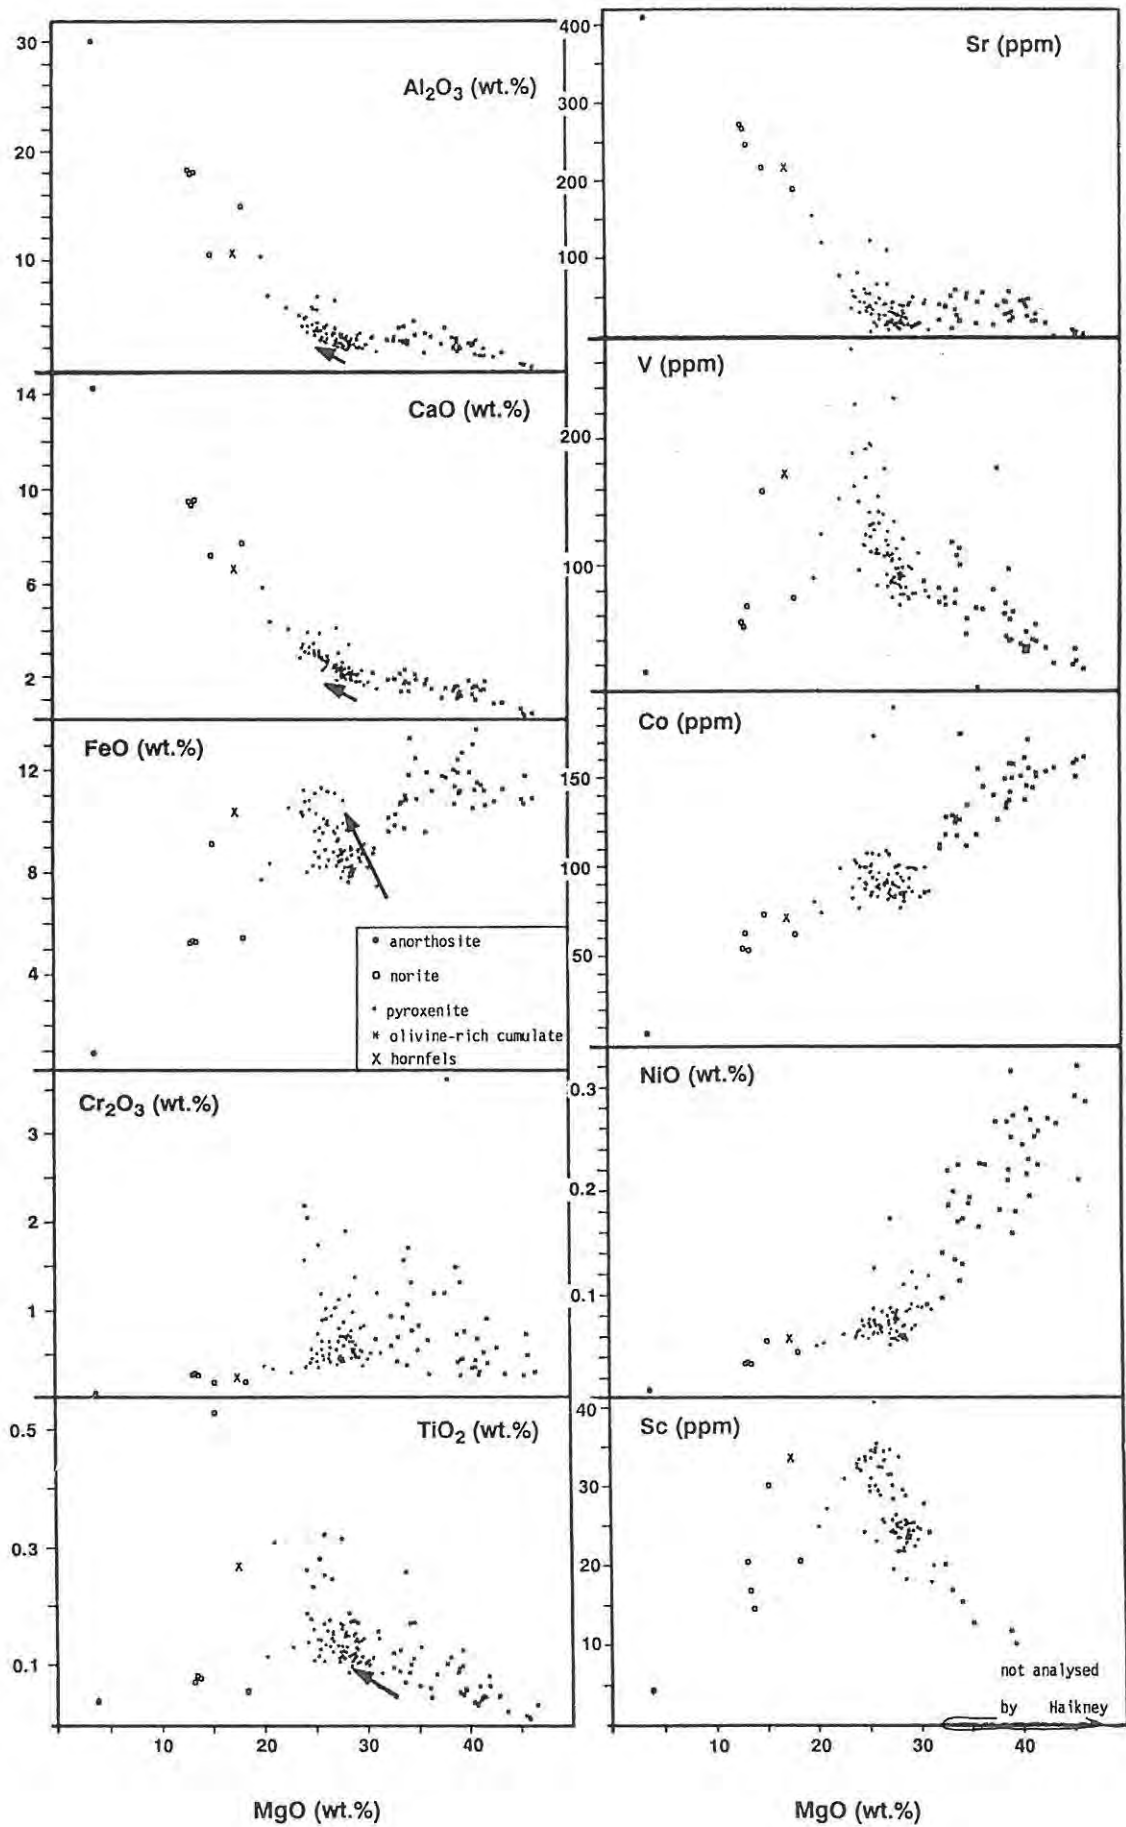 30
20
10
Al2O3 (wt.%)
14
10
6
2
CaO (wt.%)
12
8
4
FeO (wt.%)
anorthosite
norite
pyroxenite
olivine-rich cumulate
X hornfels
3
2
1
Cr2O3 (wt.%)
0.5
0.3
0.1
TiO2 (wt.%)
10 20 30 40
MgO (wt.%)
400
300
200
100
Sr (ppm)
200
100
V (ppm)
150
100
50
Co (ppm)
0.3
0.2
0.1
NiO (wt.%)
40
30
20
10
Sc (ppm)
not analysed
by Haikney
10 20 30 40
MgO (wt.%)